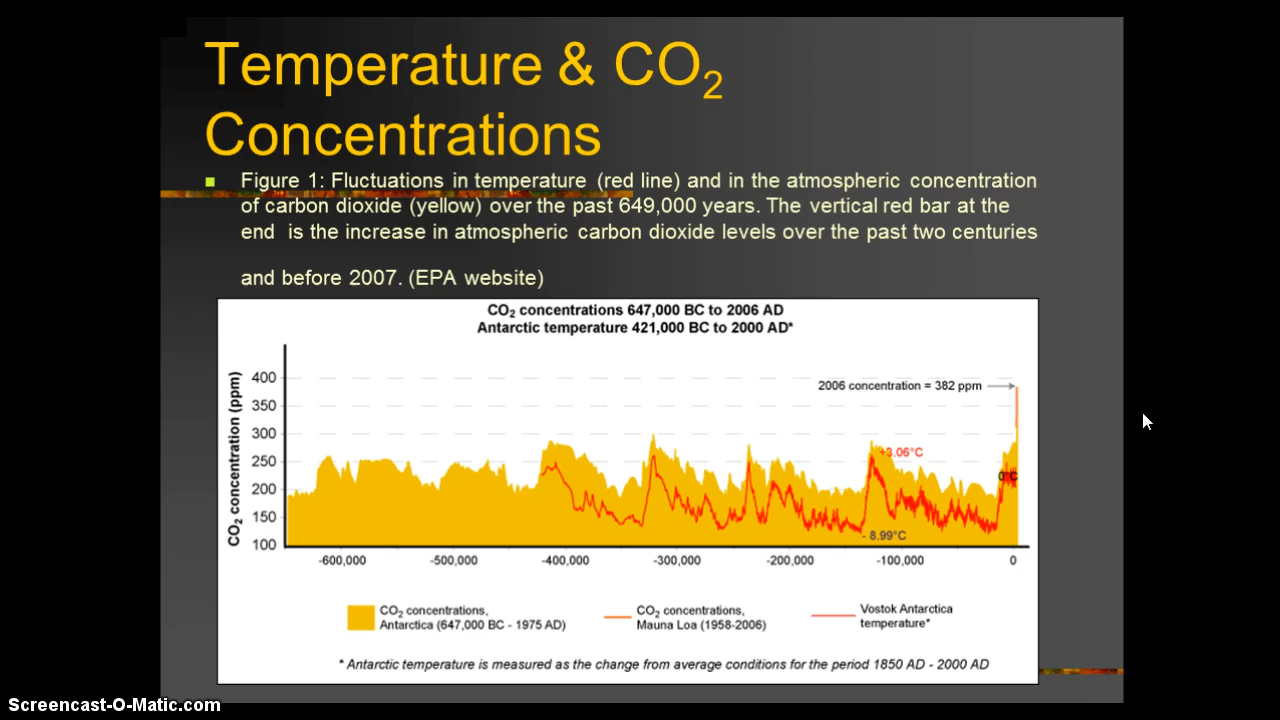 Temperature & CO₂
Concentrations
Figure 1: Fluctuations in temperature (red line) and in the atmospheric concentration
of carbon dioxide (yellow) over the past 649,000 years. The vertical red bar at the
end is the increase in atmospheric carbon dioxide levels over the past two centuries
and before 2007. (EPA website)
CO₂ concentrations 647,000 BC to 2006 AD
Antarctic temperature 421,000 BC to 2000 AD*
CO₂ concentration (ppm)
400
350
300
250
200
150
100
2006 concentration = 382 ppm
+3.06°C
0°C
- 8.99°C
-600,000 -500,000 -400,000 -300,000 -200,000 -100,000 0
CO₂ concentrations,
Antarctica (647,000 BC - 1975 AD)
CO₂ concentrations,
Mauna Loa (1958-2006)
Vostok Antarctica
temperature*
* Antarctic temperature is measured as the change from average conditions for the period 1850 AD - 2000 AD
Screencast-O-Matic.com